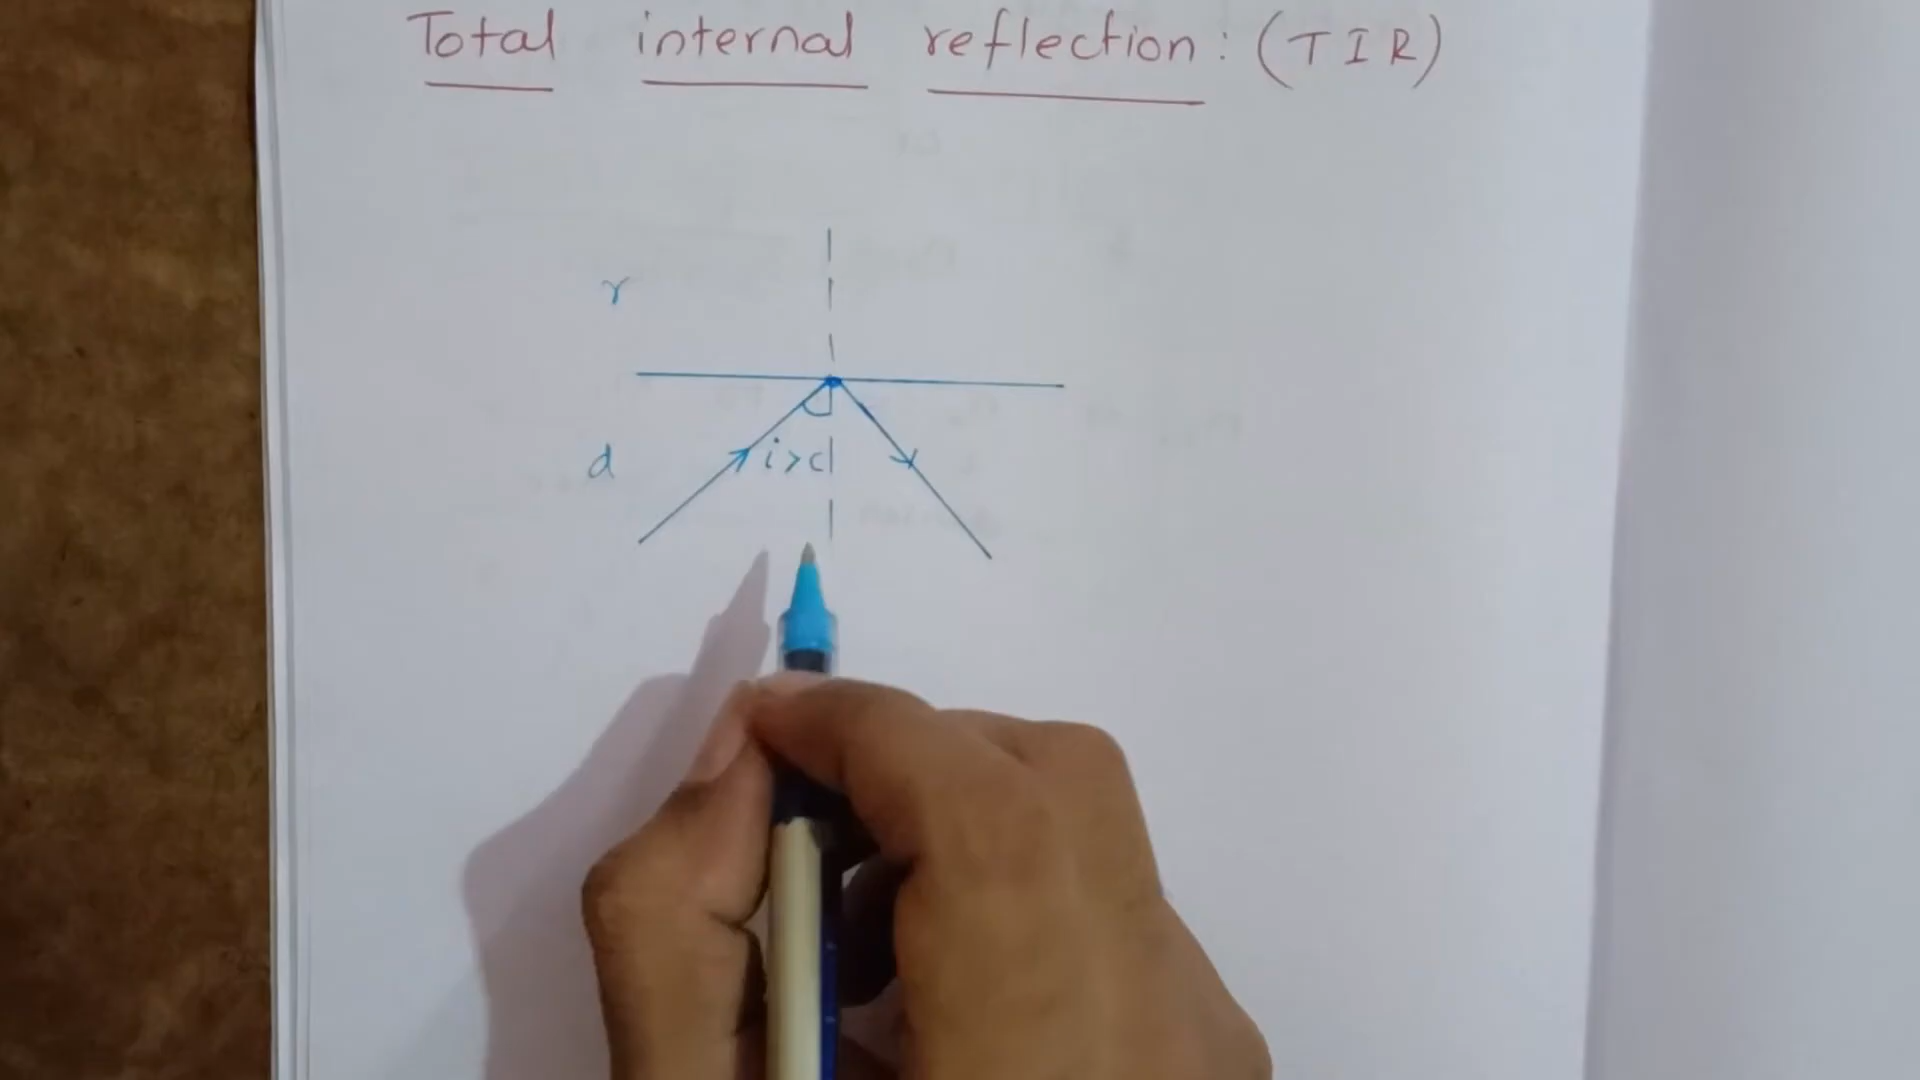 Total internal reflection: (TIR)
r
d
i>c